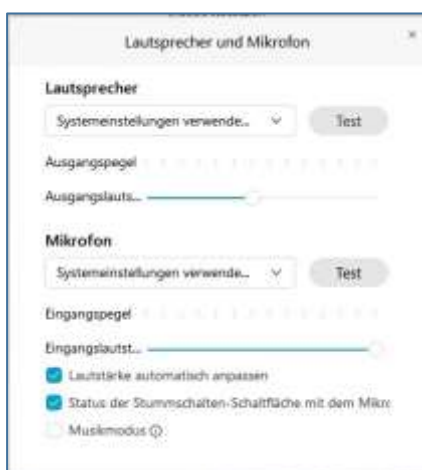 Lautsprecher und Mikrofon
Lautsprecher
Systemeinstellungen verwende...
Test
Ausgangspegel
Ausgangslauts...
Mikrofon
Systemeinstellungen verwende...
Test
Eingangspegel
Eingangslautst...
Lautstärke automatisch anpassen
Status der Stummschalten-Schaltfläche mit dem Mikro
Musikmodus